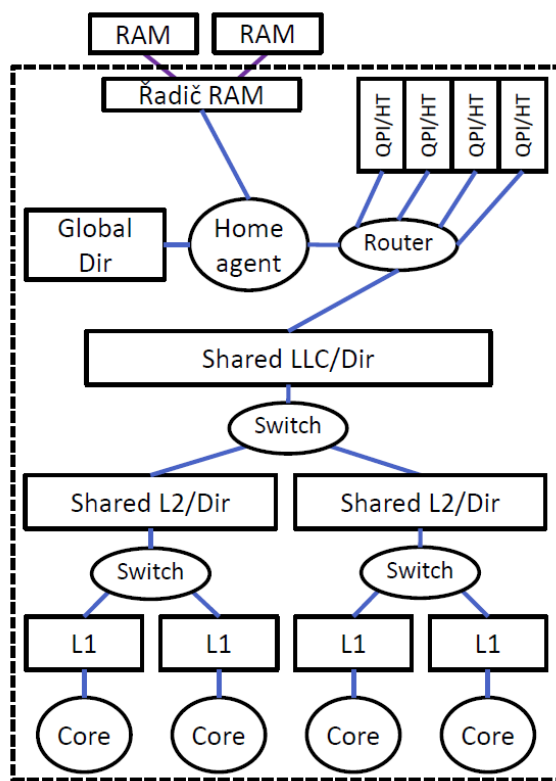 RAM
RAM
Řadič RAM
QPI/HT
QPI/HT
QPI/HT
QPI/HT
Global
Dir
Home
agent
Router
Shared LLC/Dir
Switch
Shared L2/Dir
Shared L2/Dir
Switch
Switch
L1
L1
L1
L1
Core
Core
Core
Core